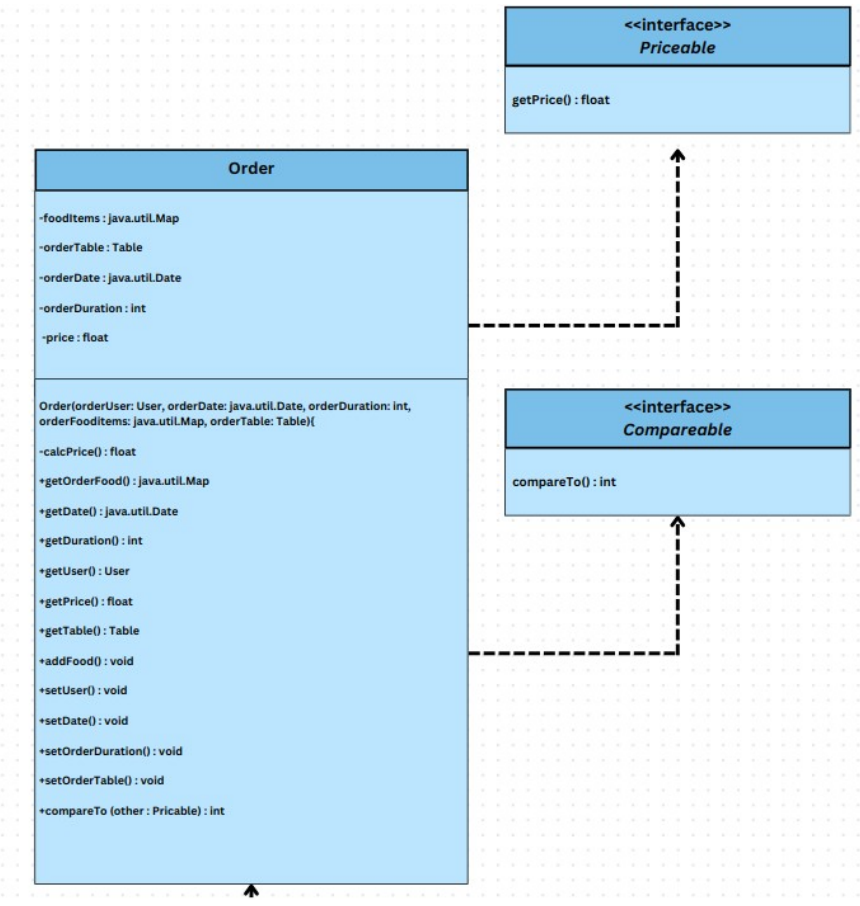 <<interface>>
Priceable
getPrice() : float
Order
-foodItems : java.util.Map
-orderTable : Table
-orderDate : java.util.Date
-orderDuration : int
-price : float
Order(orderUser: User, orderDate: java.util.Date, orderDuration: int,
orderFooditems: java.util.Map, orderTable: Table){
-calcPrice() : float
+getOrderFood() : java.util.Map
+getDate() : java.util.Date
+getDuration() : int
+getUser() : User
+getPrice() : float
+getTable() : Table
+addFood() : void
+setUser() : void
+setDate() : void
+setOrderDuration() : void
+setOrderTable() : void
+compareTo (other : Pricable) : int
<<interface>>
Compareable
compareTo() : int